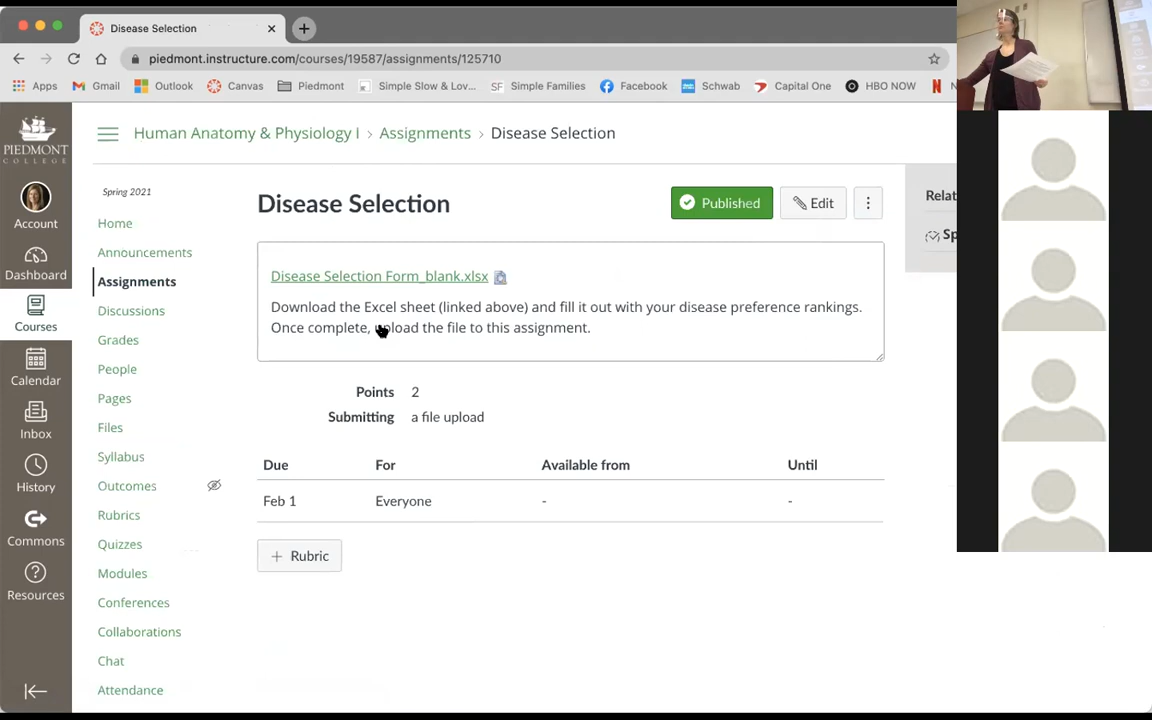 Disease Selection
piedmont.instructure.com/courses/19587/assignments/125710
Apps Gmail Outlook Canvas Piedmont Simple Slow & Lov... SF Simple Families Facebook Schwab Capital One HBO NOW
PIEDMONT
COLLEGE
Account
Dashboard
Courses
Calendar
Inbox
History
Commons
Resources
Human Anatomy & Physiology I › Assignments › Disease Selection
Spring 2021
Home
Announcements
Assignments
Discussions
Grades
People
Pages
Files
Syllabus
Outcomes
Rubrics
Quizzes
Modules
Conferences
Collaborations
Chat
Attendance
Disease Selection
Published Edit
Disease Selection Form_blank.xlsx
Download the Excel sheet (linked above) and fill it out with your disease preference rankings.
Once complete, upload the file to this assignment.
Points 2
Submitting a file upload
Due For Available from Until
Feb 1 Everyone - -
+ Rubric
Relat
Sp